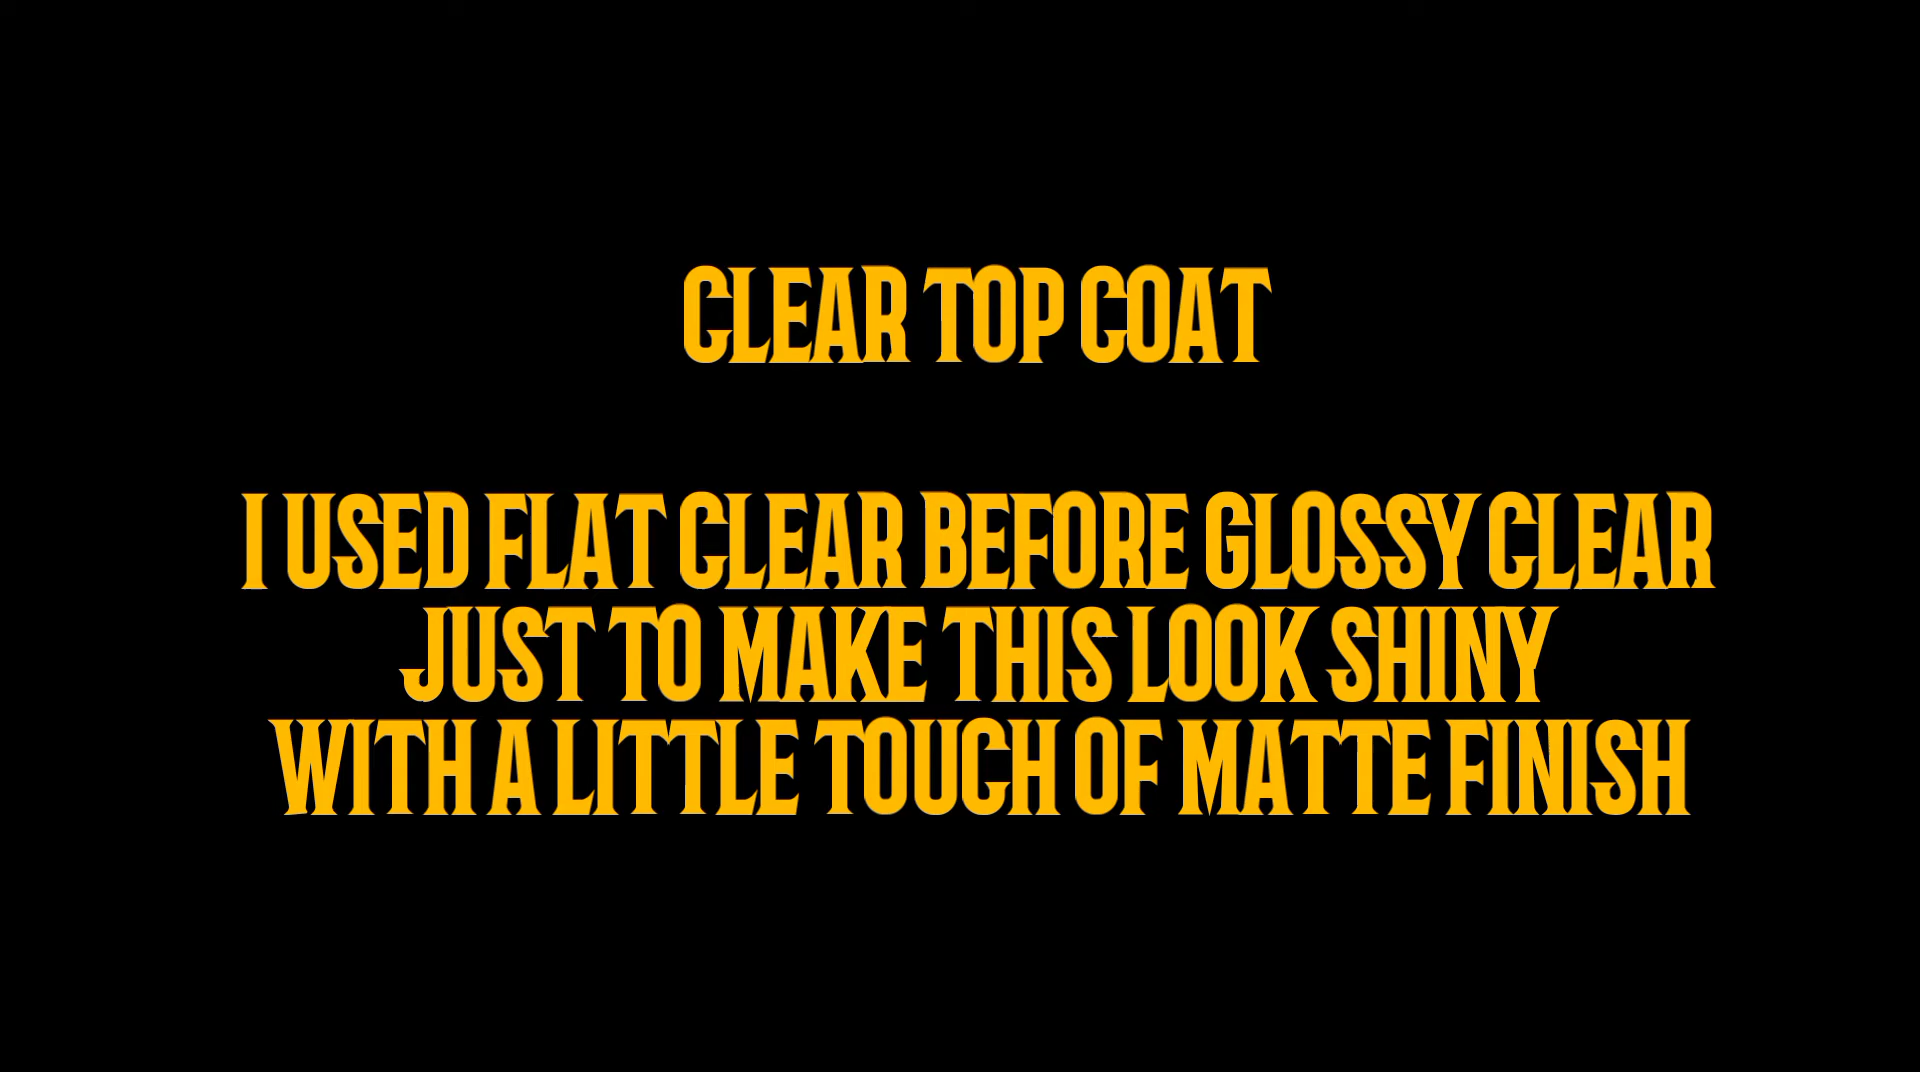 CLEAR TOP COAT
I USED FLAT CLEAR BEFORE GLOSSY CLEAR
JUST TO MAKE THIS LOOK SHINY
WITH A LITTLE TOUCH OF MATTE FINISH